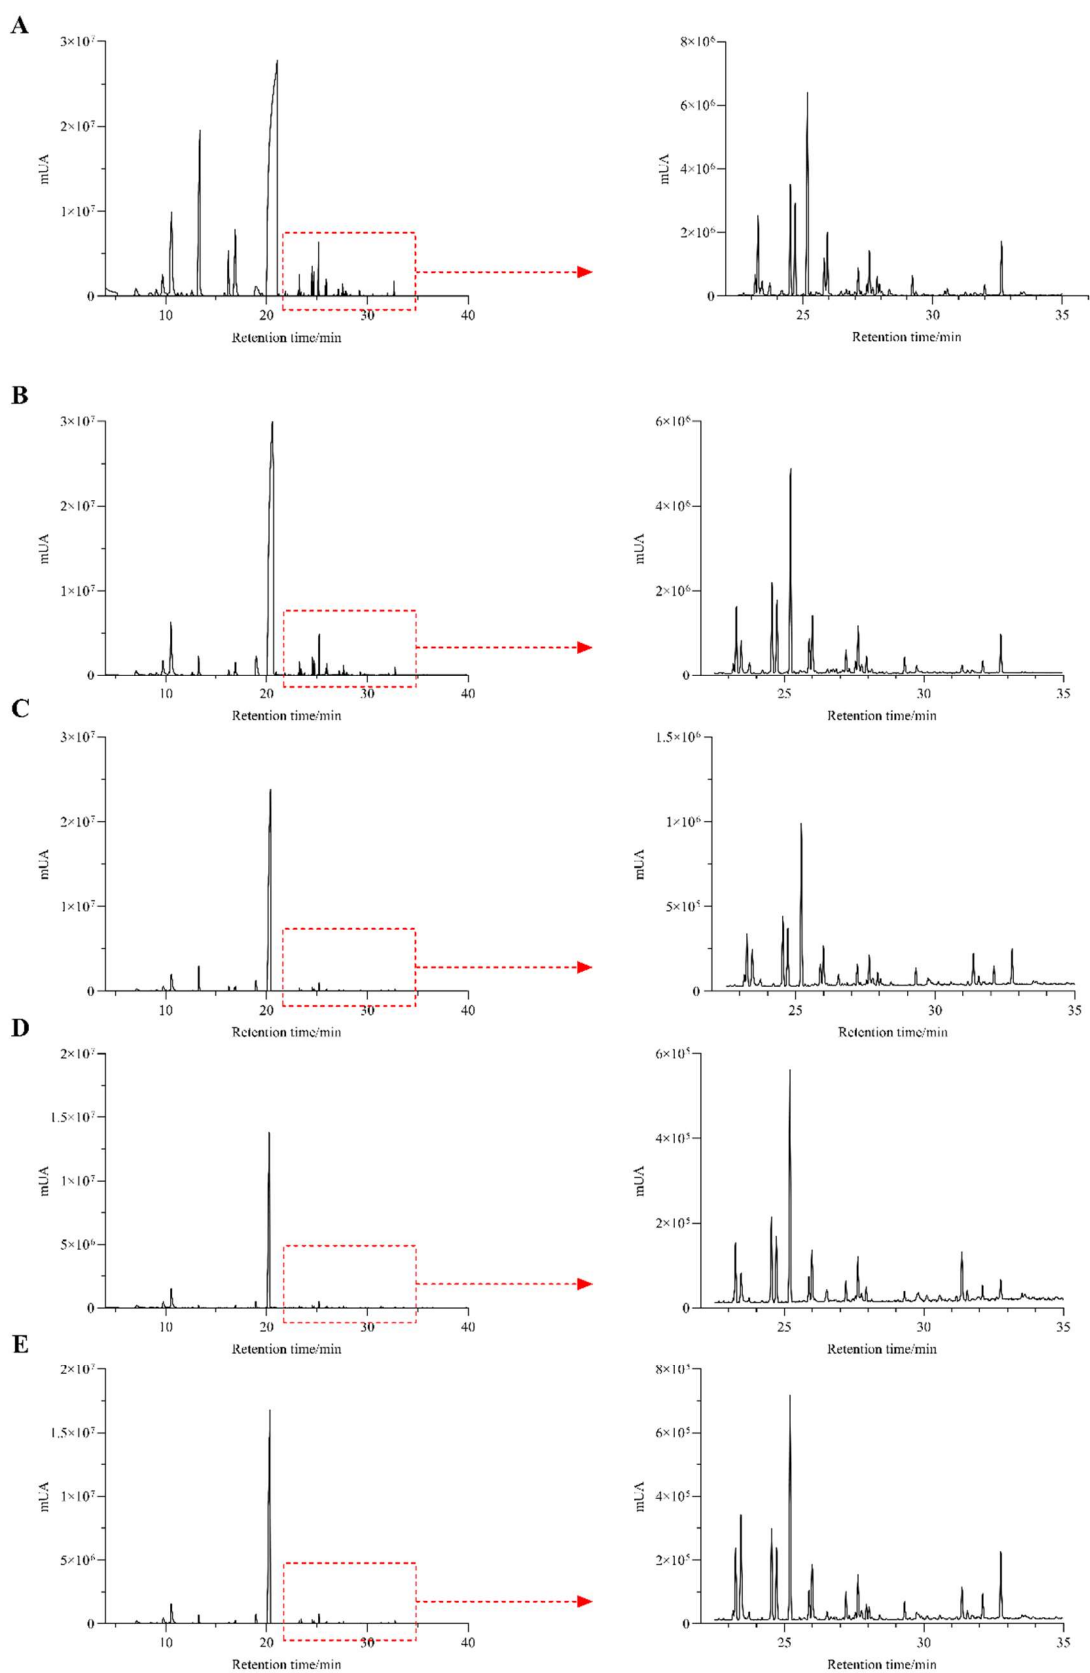 A
3×10⁷
2×10⁷
1×10⁷
0
mUA
10 20 30 40
Retention time/min
8×10⁶
6×10⁶
4×10⁶
2×10⁶
0
mUA
25 30 35
Retention time/min
B
3×10⁷
2×10⁷
1×10⁷
0
mUA
10 20 30 40
Retention time/min
6×10⁶
4×10⁶
2×10⁶
0
mUA
25 30 35
Retention time/min
C
3×10⁷
2×10⁷
1×10⁷
0
mUA
10 20 30 40
Retention time/min
1.5×10⁶
1×10⁶
5×10⁵
0
mUA
25 30 35
Retention time/min
D
2×10⁷
1.5×10⁷
1×10⁷
5×10⁶
0
mUA
10 20 30 40
Retention time/min
6×10⁵
4×10⁵
2×10⁵
0
mUA
25 30 35
Retention time/min
E
2×10⁷
1.5×10⁷
1×10⁷
5×10⁶
0
mUA
10 20 30 40
Retention time/min
8×10⁵
6×10⁵
4×10⁵
2×10⁵
0
mUA
25 30 35
Retention time/min